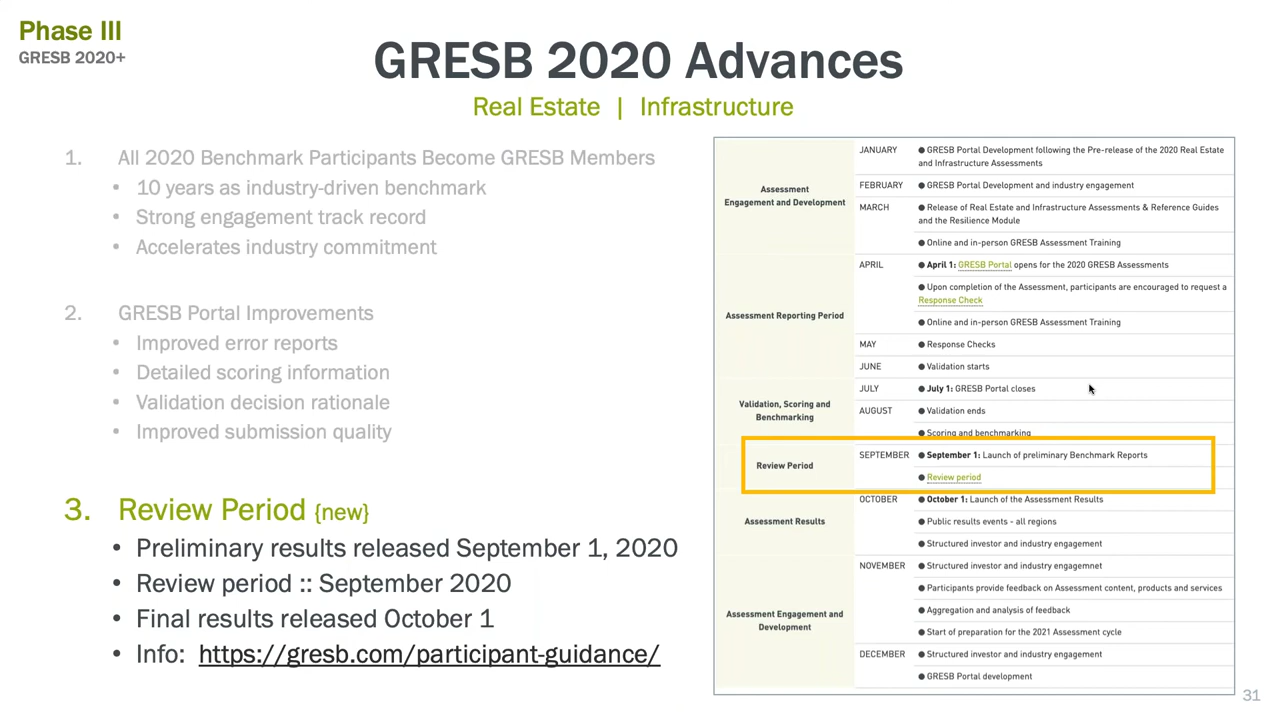 Phase III
GRESB 2020+
GRESB 2020 Advances
Real Estate | Infrastructure
1. All 2020 Benchmark Participants Become GRESB Members
• 10 years as industry-driven benchmark
• Strong engagement track record
• Accelerates industry commitment
2. GRESB Portal Improvements
• Improved error reports
• Detailed scoring information
• Validation decision rationale
• Improved submission quality
3. Review Period {new}
• Preliminary results released September 1, 2020
• Review period :: September 2020
• Final results released October 1
• Info: https://gresb.com/participant-guidance/
Assessment
Engagement and Development
JANUARY
● GRESB Portal Development following the Pre-release of the 2020 Real Estate
and Infrastructure Assessments
FEBRUARY
● GRESB Portal Development and industry engagement
MARCH
● Release of Real Estate and Infrastructure Assessments & Reference Guides
and the Resilience Module
● Online and in-person GRESB Assessment Training
Assessment Reporting Period
APRIL
● April 1: GRESB Portal opens for the 2020 GRESB Assessments
● Upon completion of the Assessment, participants are encouraged to request a
Response Check
● Online and in-person GRESB Assessment Training
MAY
● Response Checks
JUNE
● Validation starts
Validation, Scoring and
Benchmarking
JULY
● July 1: GRESB Portal closes
AUGUST
● Validation ends
● Scoring and benchmarking
Review Period
SEPTEMBER
● September 1: Launch of preliminary Benchmark Reports
● Review period
Assessment Results
OCTOBER
● October 1: Launch of the Assessment Results
● Public results events - all regions
● Structured investor and industry engagement
Assessment Engagement and
Development
NOVEMBER
● Structured investor and industry engagemnet
● Participants provide feedback on Assessment content, products and services
● Aggregation and analysis of feedback
● Start of preparation for the 2021 Assessment cycle
DECEMBER
● Structured investor and industry engagement
● GRESB Portal development
31